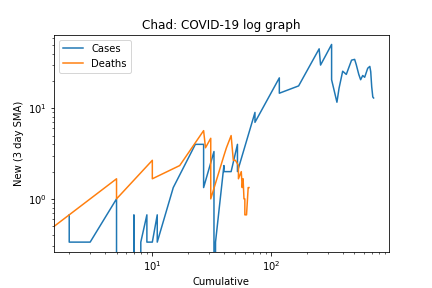 Chad: COVID-19 log graph
Cases
Deaths
New (3 day SMA)
10¹
10⁰
10¹
10²
Cumulative